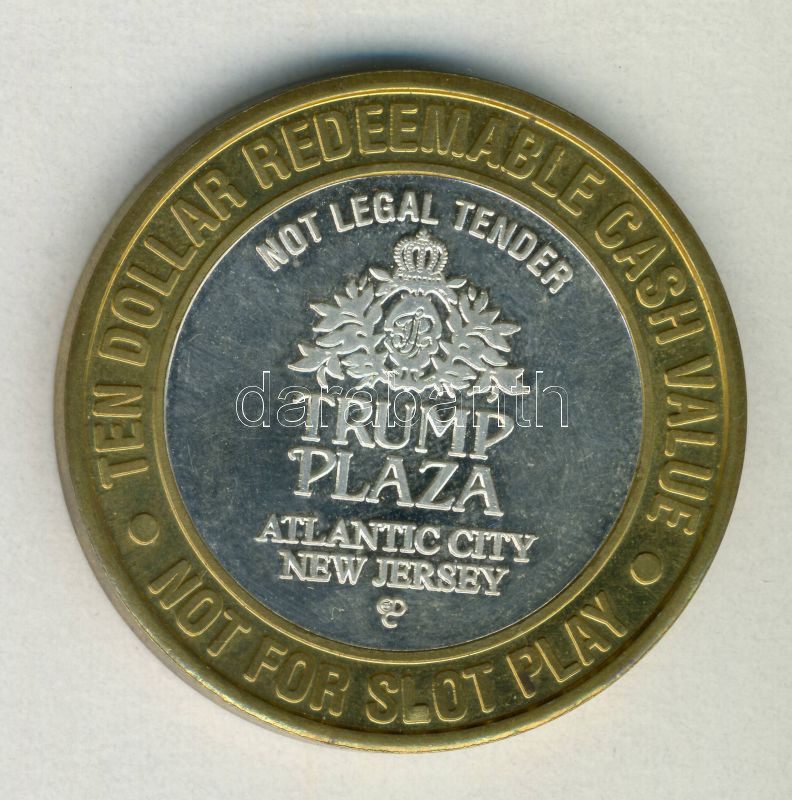 TEN DOLLAR REDEEMABLE CASH VALUE
NOT LEGAL TENDER
TP
darabanth
TRUMP
PLAZA
ATLANTIC CITY
NEW JERSEY
• NOT FOR SLOT PLAY •